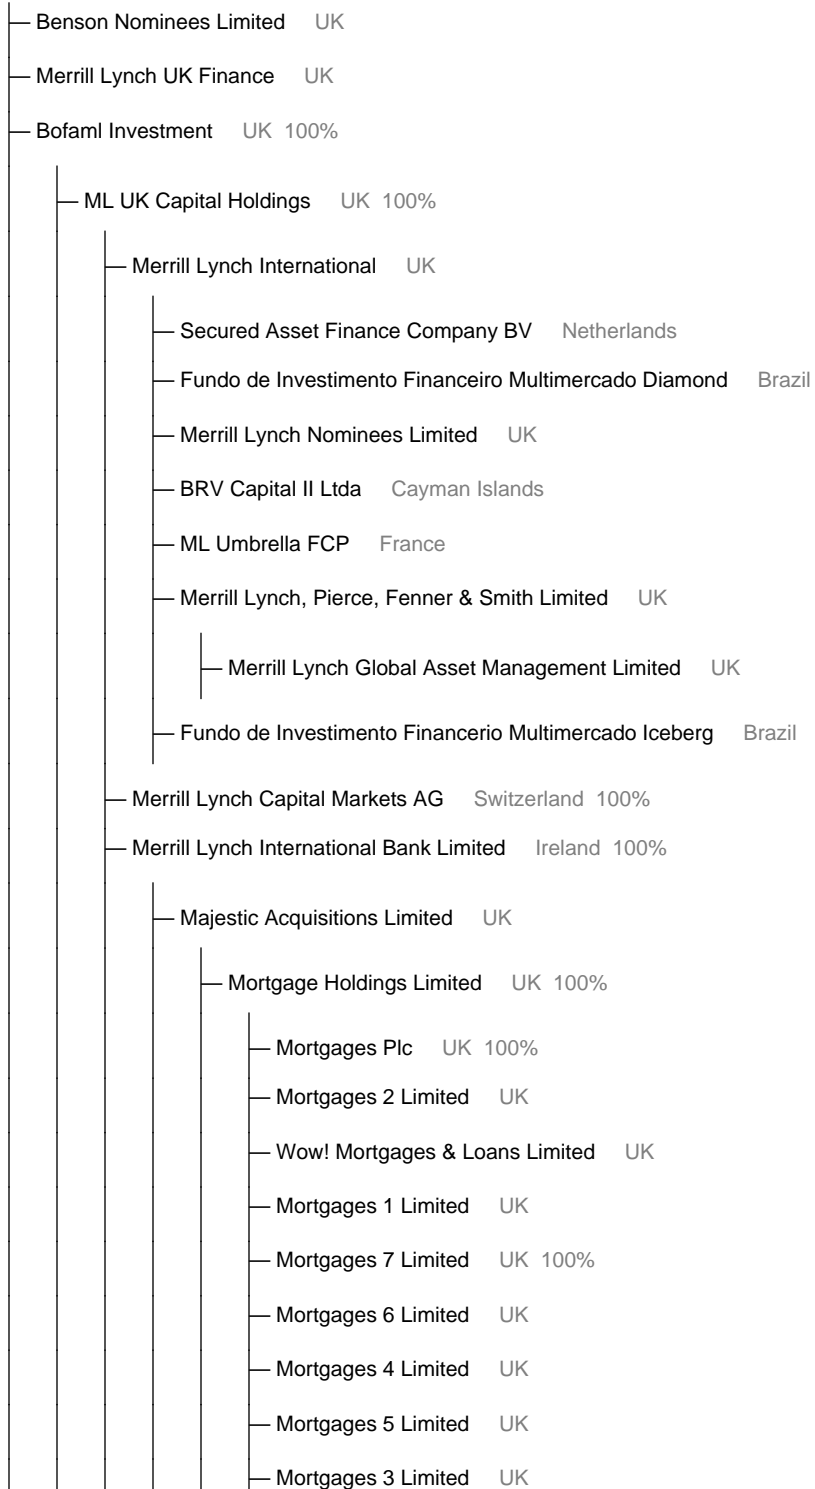 Benson Nominees Limited UK
Merrill Lynch UK Finance UK
Bofaml Investment UK 100%
ML UK Capital Holdings UK 100%
Merrill Lynch International UK
Secured Asset Finance Company BV Netherlands
Fundo de Investimento Financeiro Multimercado Diamond Brazil
Merrill Lynch Nominees Limited UK
BRV Capital II Ltda Cayman Islands
ML Umbrella FCP France
Merrill Lynch, Pierce, Fenner & Smith Limited UK
Merrill Lynch Global Asset Management Limited UK
Fundo de Investimento Financerio Multimercado Iceberg Brazil
Merrill Lynch Capital Markets AG Switzerland 100%
Merrill Lynch International Bank Limited Ireland 100%
Majestic Acquisitions Limited UK
Mortgage Holdings Limited UK 100%
Mortgages Plc UK 100%
Mortgages 2 Limited UK
Wow! Mortgages & Loans Limited UK
Mortgages 1 Limited UK
Mortgages 7 Limited UK 100%
Mortgages 6 Limited UK
Mortgages 4 Limited UK
Mortgages 5 Limited UK
Mortgages 3 Limited UK